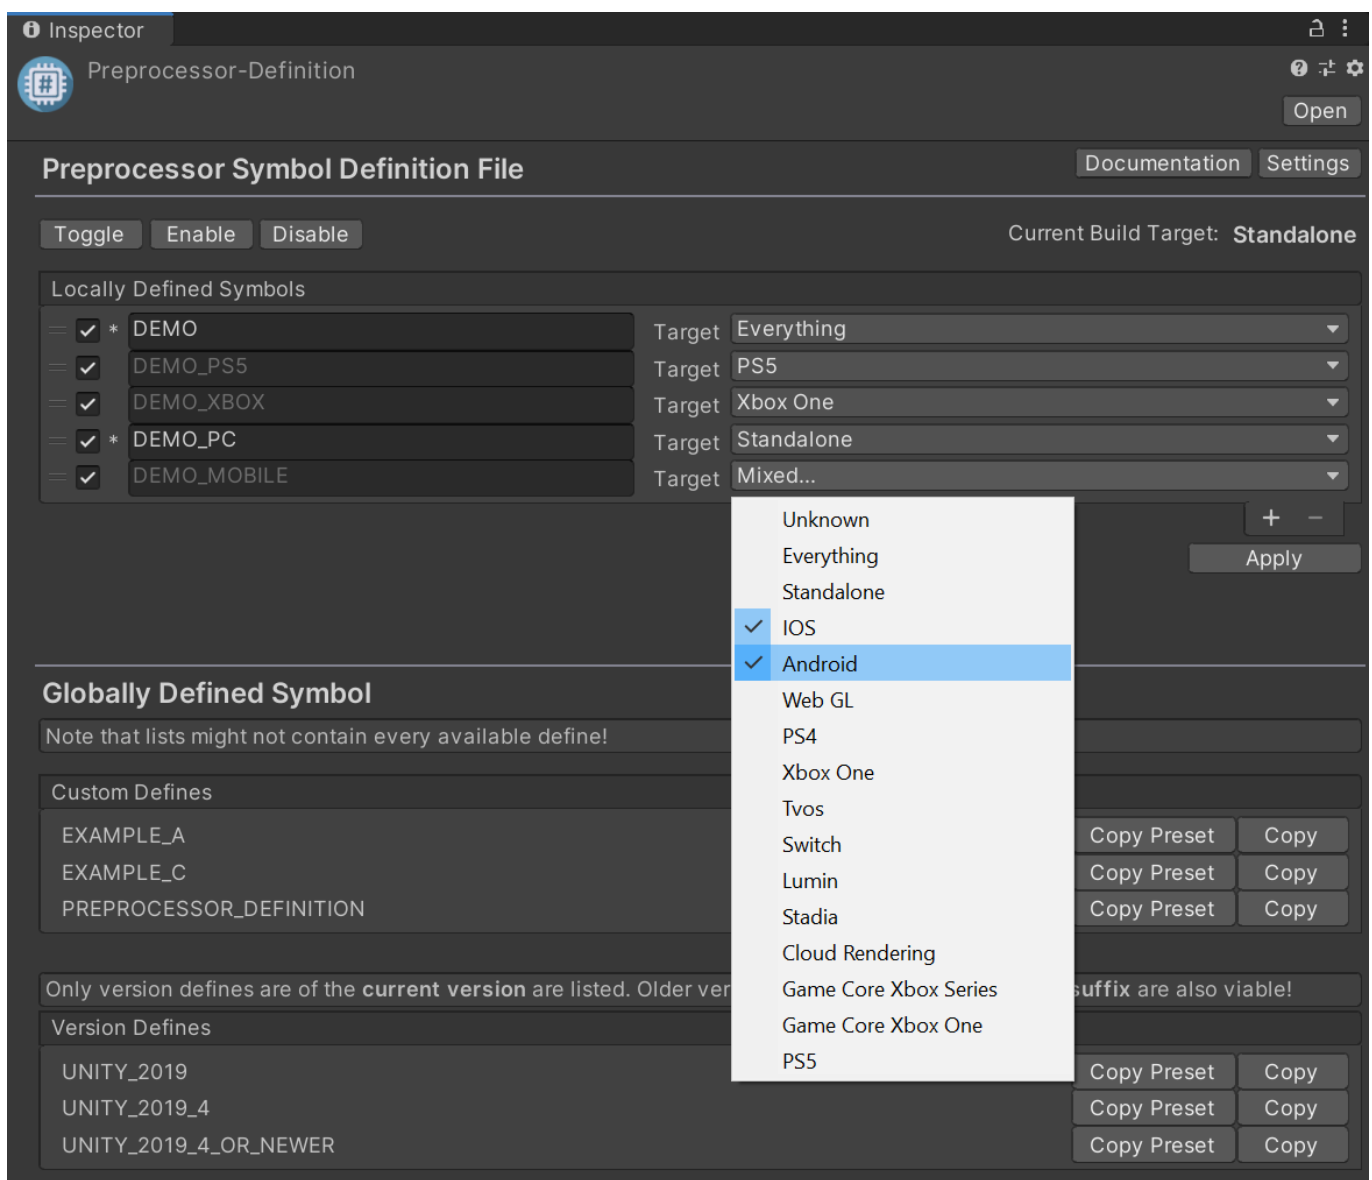 Inspector
Preprocessor-Definition
Open
Preprocessor Symbol Definition File
Documentation Settings
Toggle Enable Disable
Current Build Target: Standalone
Locally Defined Symbols
* DEMO Target Everything
DEMO_PS5 Target PS5
DEMO_XBOX Target Xbox One
* DEMO_PC Target Standalone
DEMO_MOBILE Target Mixed...
+ −
Apply
Unknown
Everything
Standalone
IOS
Android
Web GL
PS4
Xbox One
Tvos
Switch
Lumin
Stadia
Cloud Rendering
Game Core Xbox Series
Game Core Xbox One
PS5
Globally Defined Symbol
Note that lists might not contain every available define!
Custom Defines
EXAMPLE_A Copy Preset Copy
EXAMPLE_C Copy Preset Copy
PREPROCESSOR_DEFINITION Copy Preset Copy
Only version defines are of the current version are listed. Older ver suffix are also viable!
Version Defines
UNITY_2019 Copy Preset Copy
UNITY_2019_4 Copy Preset Copy
UNITY_2019_4_OR_NEWER Copy Preset Copy